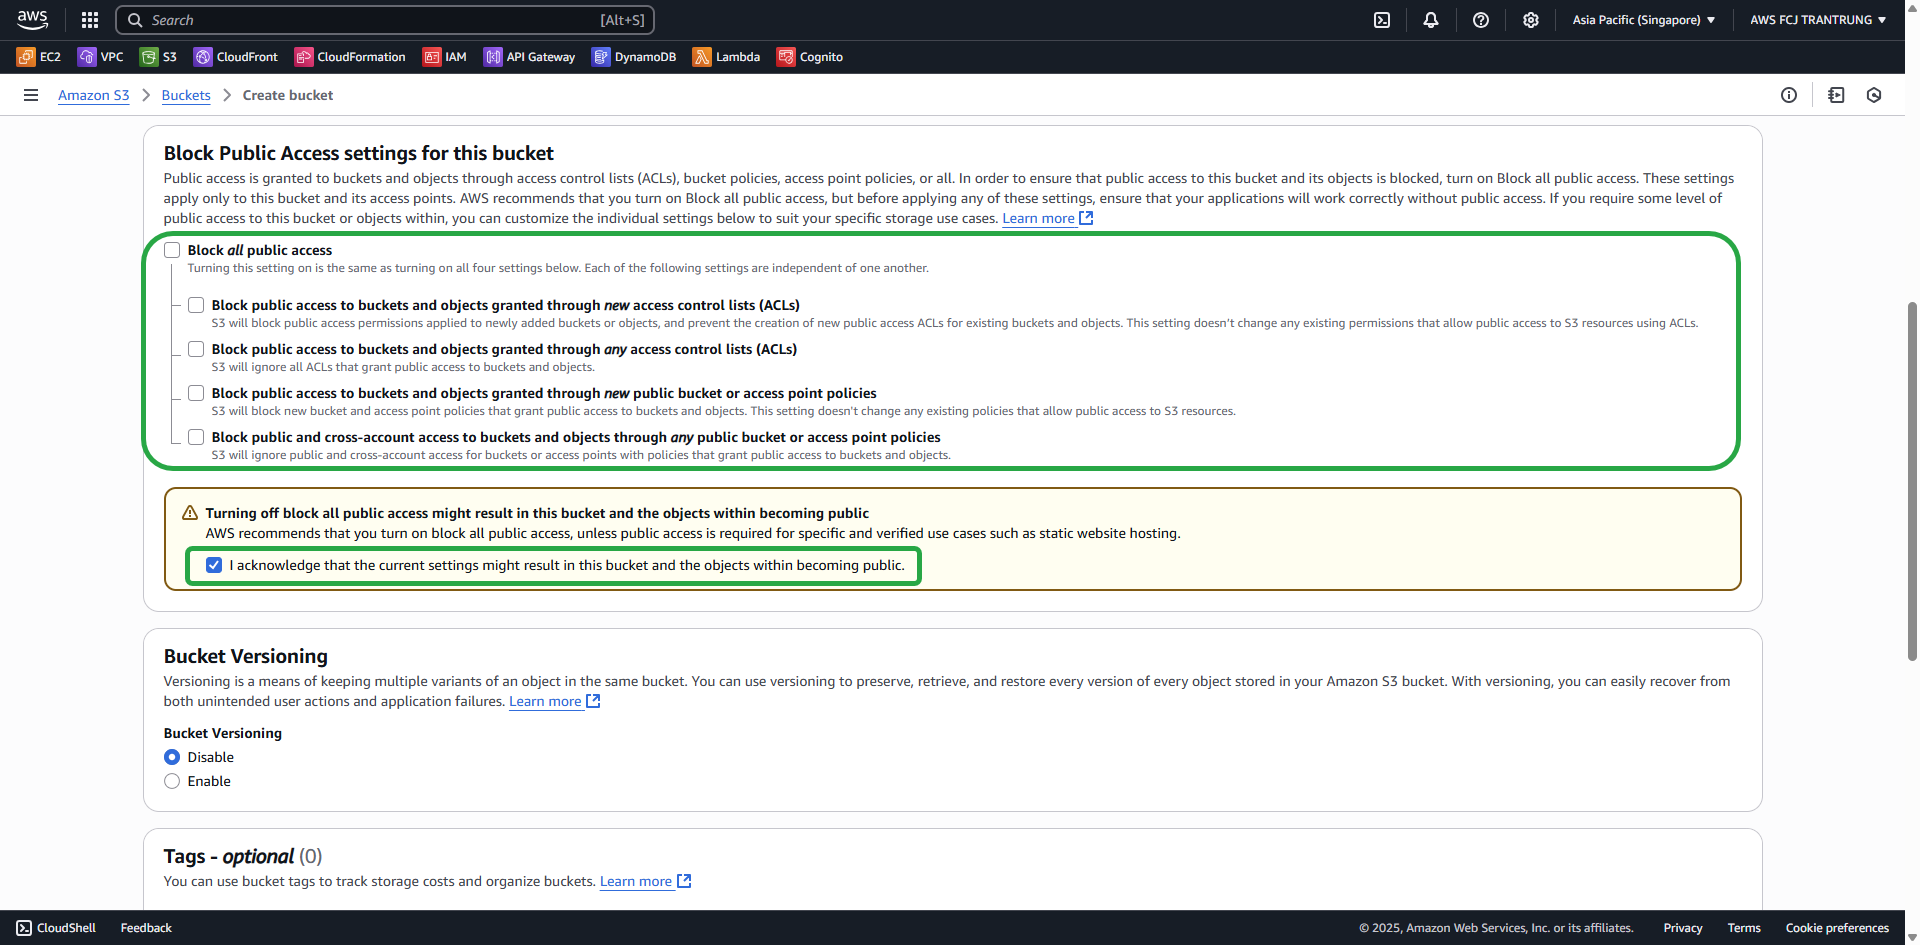 aws
Search
[Alt+S]
Asia Pacific (Singapore)
AWS FCJ TRANTRUNG
EC2
VPC
S3
CloudFront
CloudFormation
IAM
API Gateway
DynamoDB
Lambda
Cognito
Amazon S3
Buckets
Create bucket
Block Public Access settings for this bucket
Public access is granted to buckets and objects through access control lists (ACLs), bucket policies, access point policies, or all. In order to ensure that public access to this bucket and its objects is blocked, turn on Block all public access. These settings
apply only to this bucket and its access points. AWS recommends that you turn on Block all public access, but before applying any of these settings, ensure that your applications will work correctly without public access. If you require some level of
public access to this bucket or objects within, you can customize the individual settings below to suit your specific storage use cases. Learn more
Block all public access
Turning this setting on is the same as turning on all four settings below. Each of the following settings are independent of one another.
Block public access to buckets and objects granted through new access control lists (ACLs)
S3 will block public access permissions applied to newly added buckets or objects, and prevent the creation of new public access ACLs for existing buckets and objects. This setting doesn't change any existing permissions that allow public access to S3 resources using ACLs.
Block public access to buckets and objects granted through any access control lists (ACLs)
S3 will ignore all ACLs that grant public access to buckets and objects.
Block public access to buckets and objects granted through new public bucket or access point policies
S3 will block new bucket and access point policies that grant public access to buckets and objects. This setting doesn't change any existing policies that allow public access to S3 resources.
Block public and cross-account access to buckets and objects through any public bucket or access point policies
S3 will ignore public and cross-account access for buckets or access points with policies that grant public access to buckets and objects.
Turning off block all public access might result in this bucket and the objects within becoming public
AWS recommends that you turn on block all public access, unless public access is required for specific and verified use cases such as static website hosting.
I acknowledge that the current settings might result in this bucket and the objects within becoming public.
Bucket Versioning
Versioning is a means of keeping multiple variants of an object in the same bucket. You can use versioning to preserve, retrieve, and restore every version of every object stored in your Amazon S3 bucket. With versioning, you can easily recover from
both unintended user actions and application failures. Learn more
Bucket Versioning
Disable
Enable
Tags - optional (0)
You can use bucket tags to track storage costs and organize buckets. Learn more
CloudShell
Feedback
© 2025, Amazon Web Services, Inc. or its affiliates.
Privacy
Terms
Cookie preferences